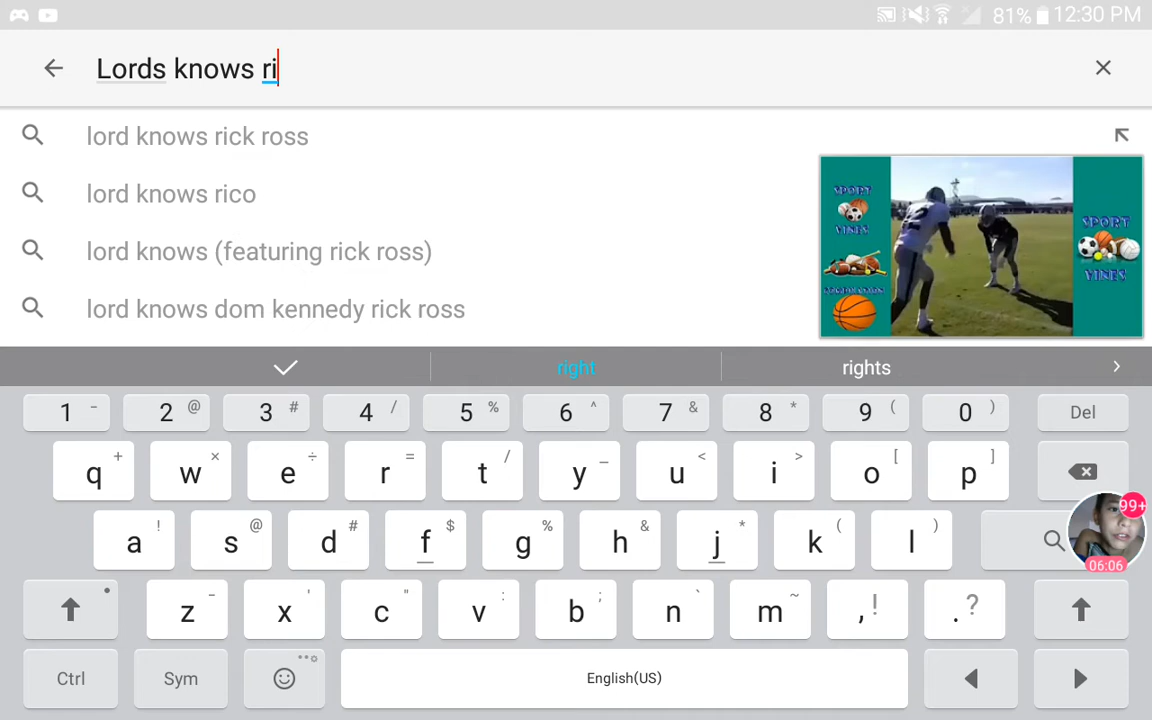 81% 12:30 PM
Lords knows ri
lord knows rick ross
lord knows rico
lord knows (featuring rick ross)
lord knows dom kennedy rick ross
SPORT
VINES
SPORT
VINES
right rights
1 - 2 @ 3 # 4 / 5 % 6 ^ 7 & 8 * 9 ( 0 ) Del
q + w × e ÷ r = t / y _ u < i > o [ p ]
a ! s @ d # f $ g % h & j * k ( l )
99+
06:06
z - x ' c " v : b ; n ` m ~ , ! . ?
Ctrl Sym English(US)